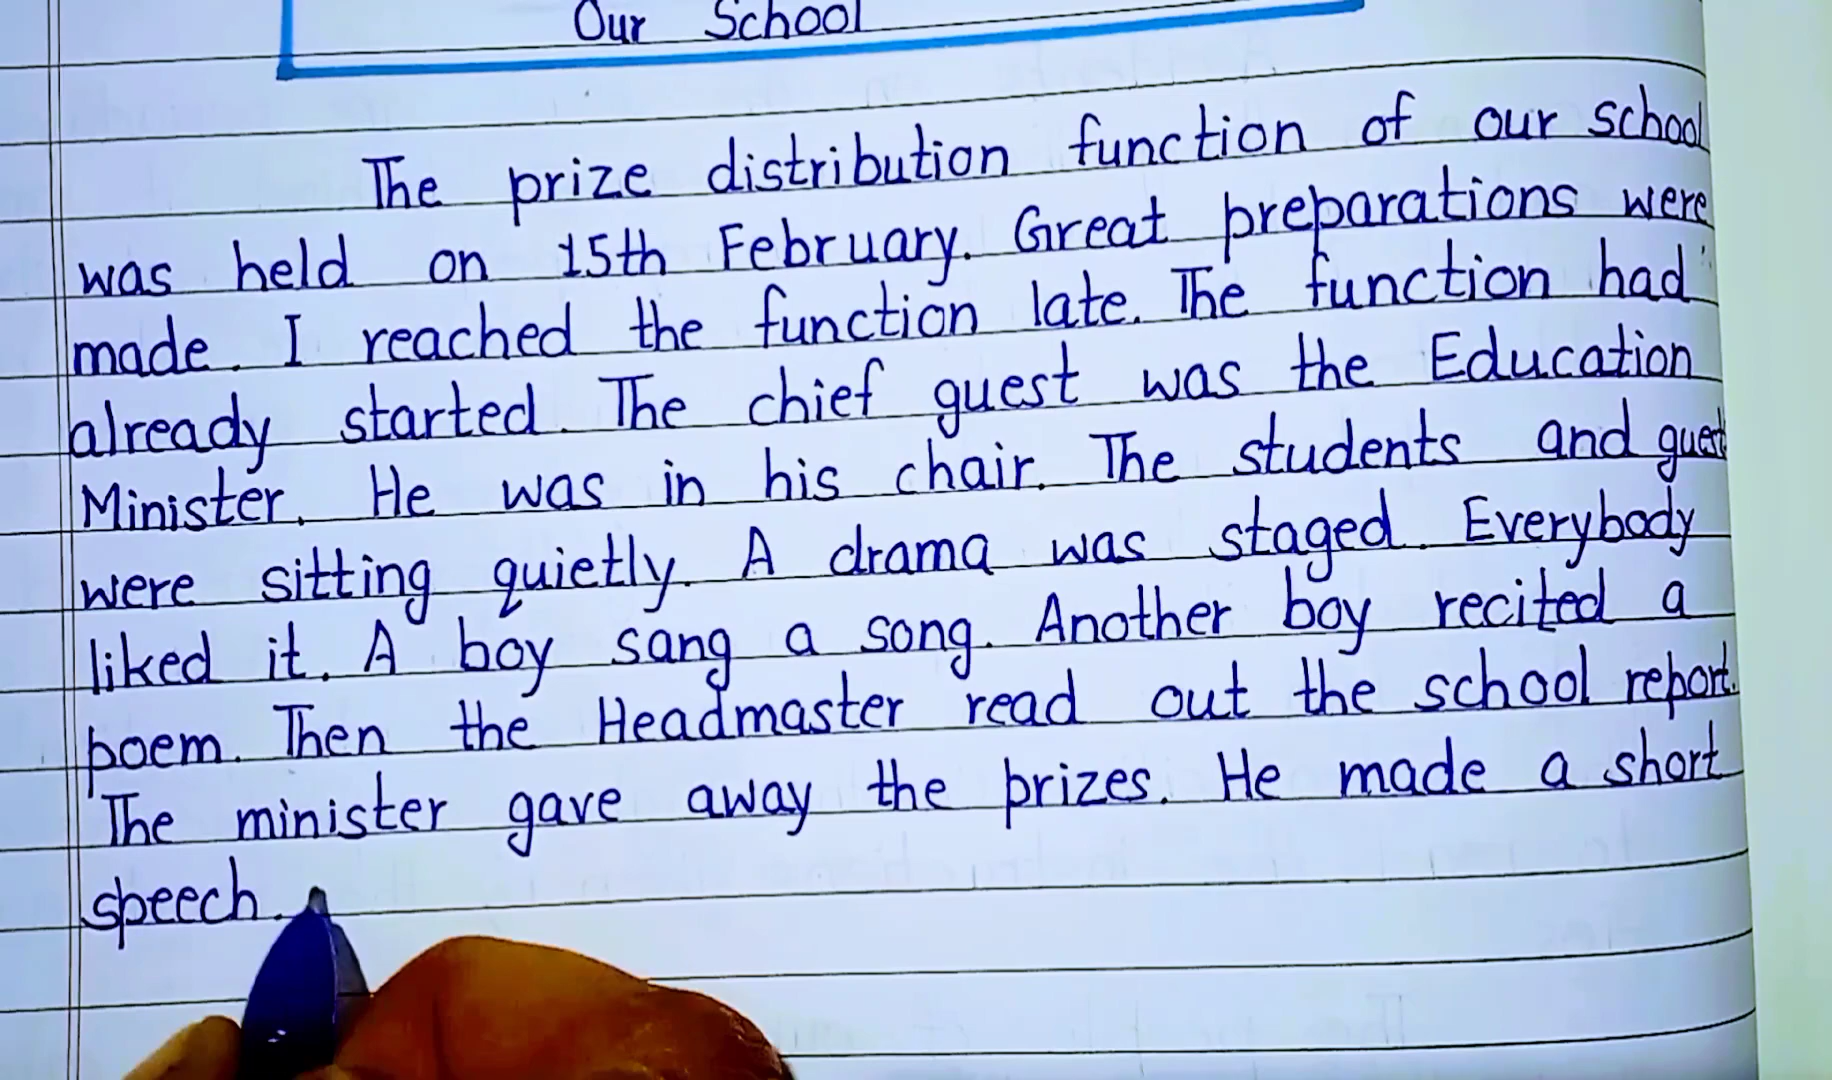 Our School
The prize distribution function of our school
was held on 15th February. Great preparations were
made. I reached the function late. The function had
already started. The chief guest was the Education
Minister. He was in his chair. The students and guest
were sitting quietly. A drama was staged. Everybody
liked it. A boy sang a song. Another boy recited a
poem. Then the Headmaster read out the school report.
The minister gave away the prizes. He made a short
speech.